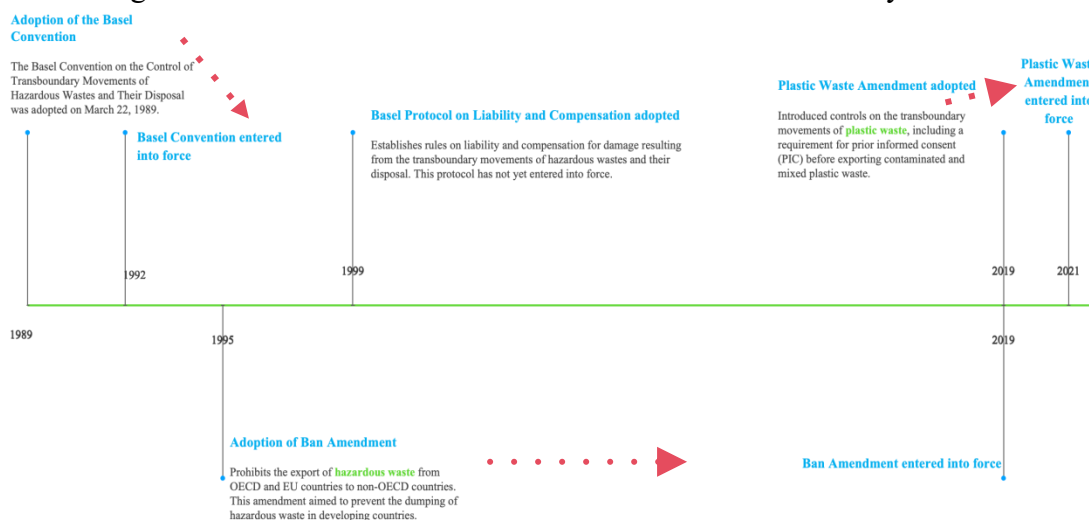 Adoption of the Basel
Convention
The Basel Convention on the Control of
Transboundary Movements of
Hazardous Wastes and Their Disposal
was adopted on March 22, 1989.
Basel Convention entered
into force
Basel Protocol on Liability and Compensation adopted
Establishes rules on liability and compensation for damage resulting
from the transboundary movements of hazardous wastes and their
disposal. This protocol has not yet entered into force.
Plastic Waste Amendment adopted
Introduced controls on the transboundary
movements of plastic waste, including a
requirement for prior informed consent
(PIC) before exporting contaminated and
mixed plastic waste.
Plastic Waste
Amendment
entered into
force
1992
1999
2019
2021
1989
1995
2019
Adoption of Ban Amendment
Prohibits the export of hazardous waste from
OECD and EU countries to non-OECD countries.
This amendment aimed to prevent the dumping of
hazardous waste in developing countries.
Ban Amendment entered into force